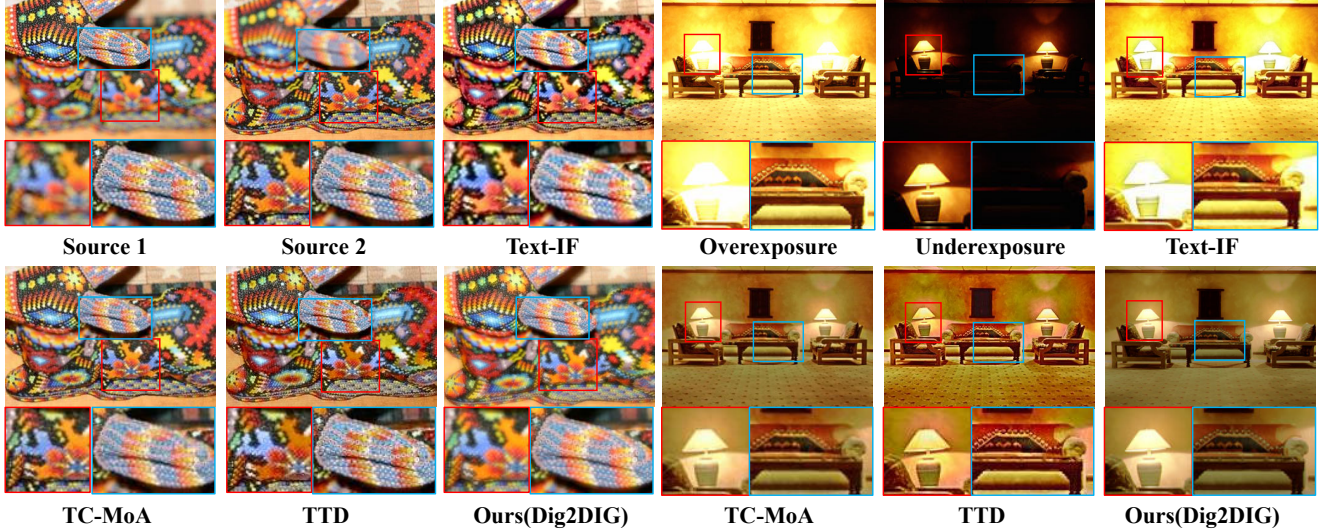 Source 1 Source 2 Text-IF Overexposure Underexposure Text-IF
TC-MoA TTD Ours(Dig2DIG) TC-MoA TTD Ours(Dig2DIG)